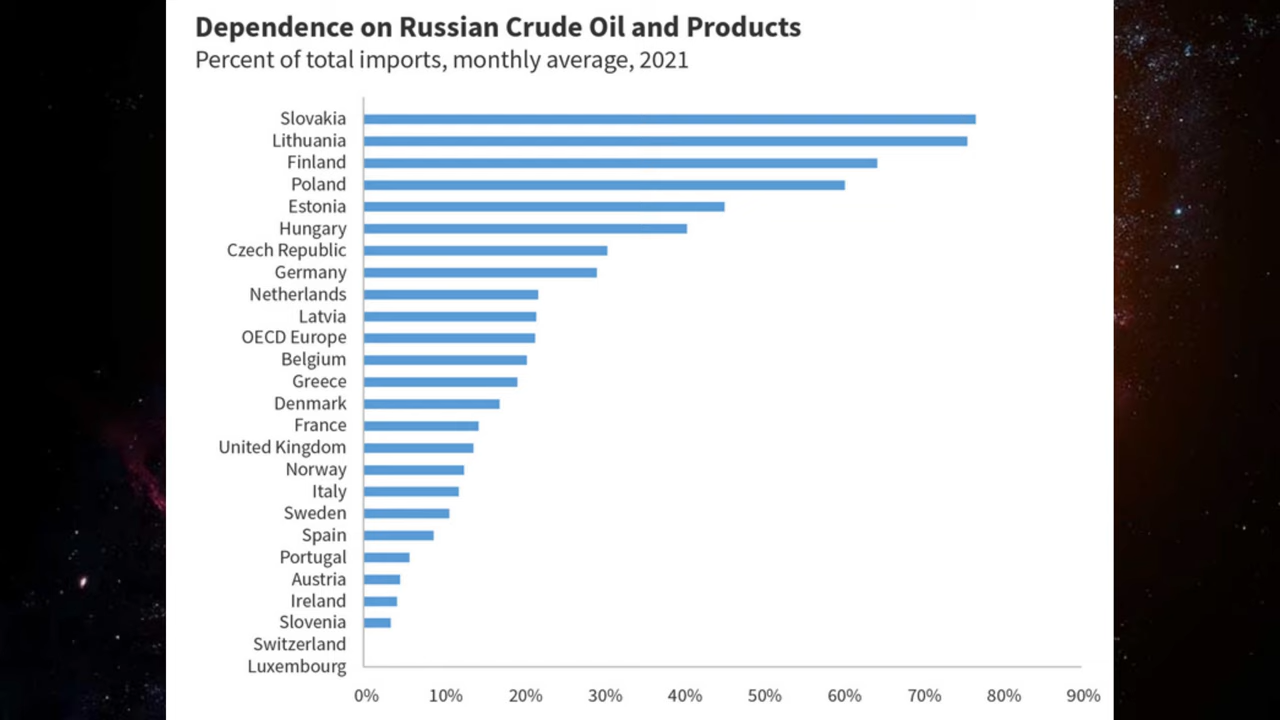 Dependence on Russian Crude Oil and Products
Percent of total imports, monthly average, 2021
Slovakia
Lithuania
Finland
Poland
Estonia
Hungary
Czech Republic
Germany
Netherlands
Latvia
OECD Europe
Belgium
Greece
Denmark
France
United Kingdom
Norway
Italy
Sweden
Spain
Portugal
Austria
Ireland
Slovenia
Switzerland
Luxembourg
0% 10% 20% 30% 40% 50% 60% 70% 80% 90%